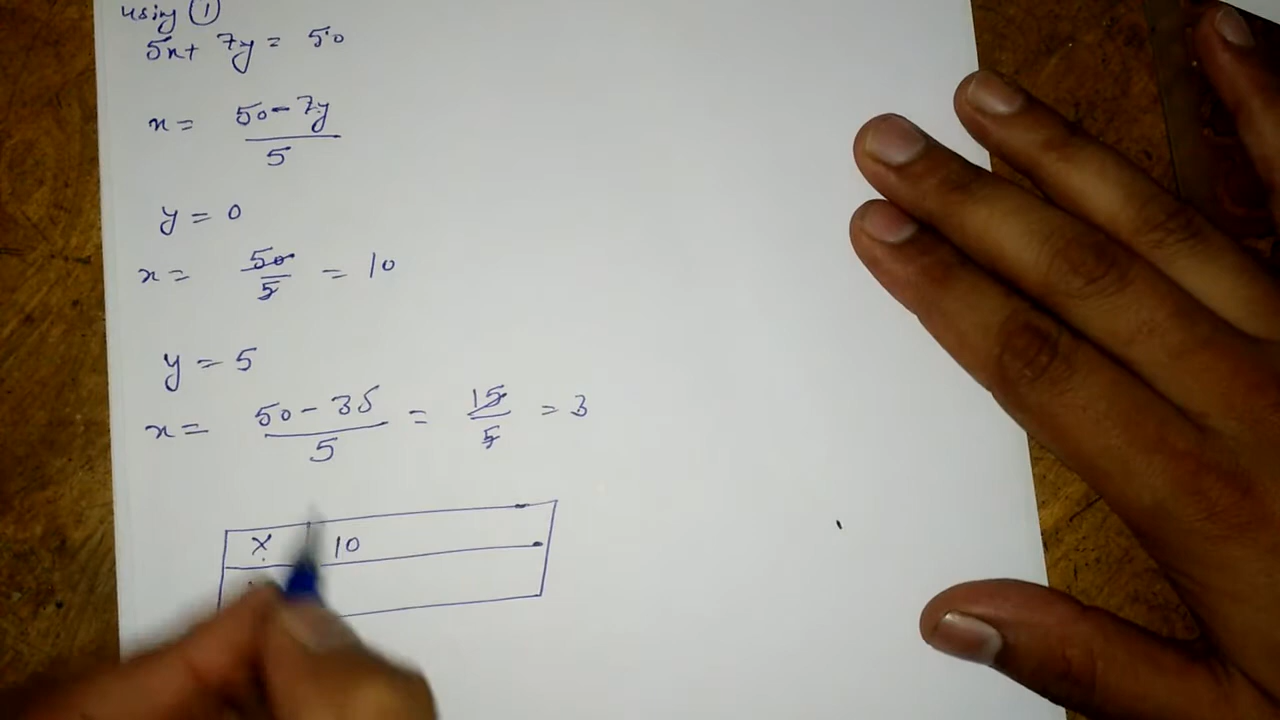 using ①
5x + 7y = 50
x = 50 - 7y / 5
y = 0
x = 50 / 5 = 10
y = 5
x = 50 - 35 / 5 = 15 / 5 = 3
x 10